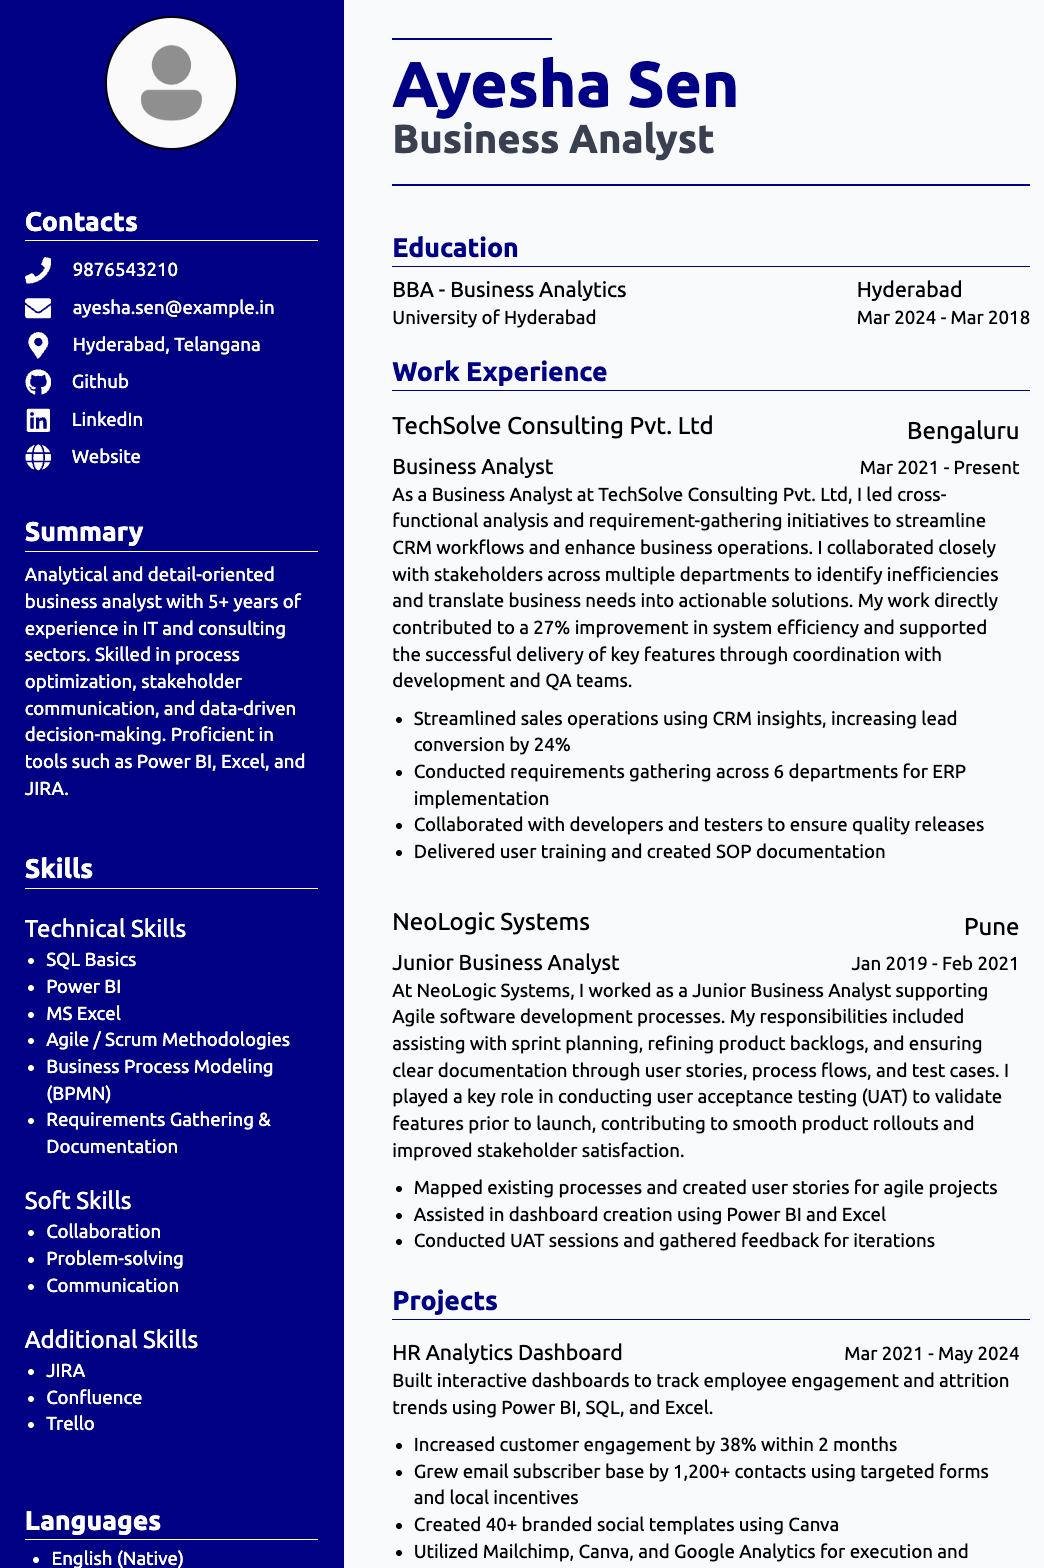 Contacts
9876543210
ayesha.sen@example.in
Hyderabad, Telangana
Github
LinkedIn
Website
Summary
Analytical and detail-oriented
business analyst with 5+ years of
experience in IT and consulting
sectors. Skilled in process
optimization, stakeholder
communication, and data-driven
decision-making. Proficient in
tools such as Power BI, Excel, and
JIRA.
Skills
Technical Skills
• SQL Basics
• Power BI
• MS Excel
• Agile / Scrum Methodologies
• Business Process Modeling
(BPMN)
• Requirements Gathering &
Documentation
Soft Skills
• Collaboration
• Problem-solving
• Communication
Additional Skills
• JIRA
• Confluence
• Trello
Languages
• English (Native)
Ayesha Sen
Business Analyst
Education
BBA - Business Analytics Hyderabad
University of Hyderabad Mar 2024 - Mar 2018
Work Experience
TechSolve Consulting Pvt. Ltd Bengaluru
Business Analyst Mar 2021 - Present
As a Business Analyst at TechSolve Consulting Pvt. Ltd, I led cross-
functional analysis and requirement-gathering initiatives to streamline
CRM workflows and enhance business operations. I collaborated closely
with stakeholders across multiple departments to identify inefficiencies
and translate business needs into actionable solutions. My work directly
contributed to a 27% improvement in system efficiency and supported
the successful delivery of key features through coordination with
development and QA teams.
• Streamlined sales operations using CRM insights, increasing lead
conversion by 24%
• Conducted requirements gathering across 6 departments for ERP
implementation
• Collaborated with developers and testers to ensure quality releases
• Delivered user training and created SOP documentation
NeoLogic Systems Pune
Junior Business Analyst Jan 2019 - Feb 2021
At NeoLogic Systems, I worked as a Junior Business Analyst supporting
Agile software development processes. My responsibilities included
assisting with sprint planning, refining product backlogs, and ensuring
clear documentation through user stories, process flows, and test cases. I
played a key role in conducting user acceptance testing (UAT) to validate
features prior to launch, contributing to smooth product rollouts and
improved stakeholder satisfaction.
• Mapped existing processes and created user stories for agile projects
• Assisted in dashboard creation using Power BI and Excel
• Conducted UAT sessions and gathered feedback for iterations
Projects
HR Analytics Dashboard Mar 2021 - May 2024
Built interactive dashboards to track employee engagement and attrition
trends using Power BI, SQL, and Excel.
• Increased customer engagement by 38% within 2 months
• Grew email subscriber base by 1,200+ contacts using targeted forms
and local incentives
• Created 40+ branded social templates using Canva
• Utilized Mailchimp, Canva, and Google Analytics for execution and